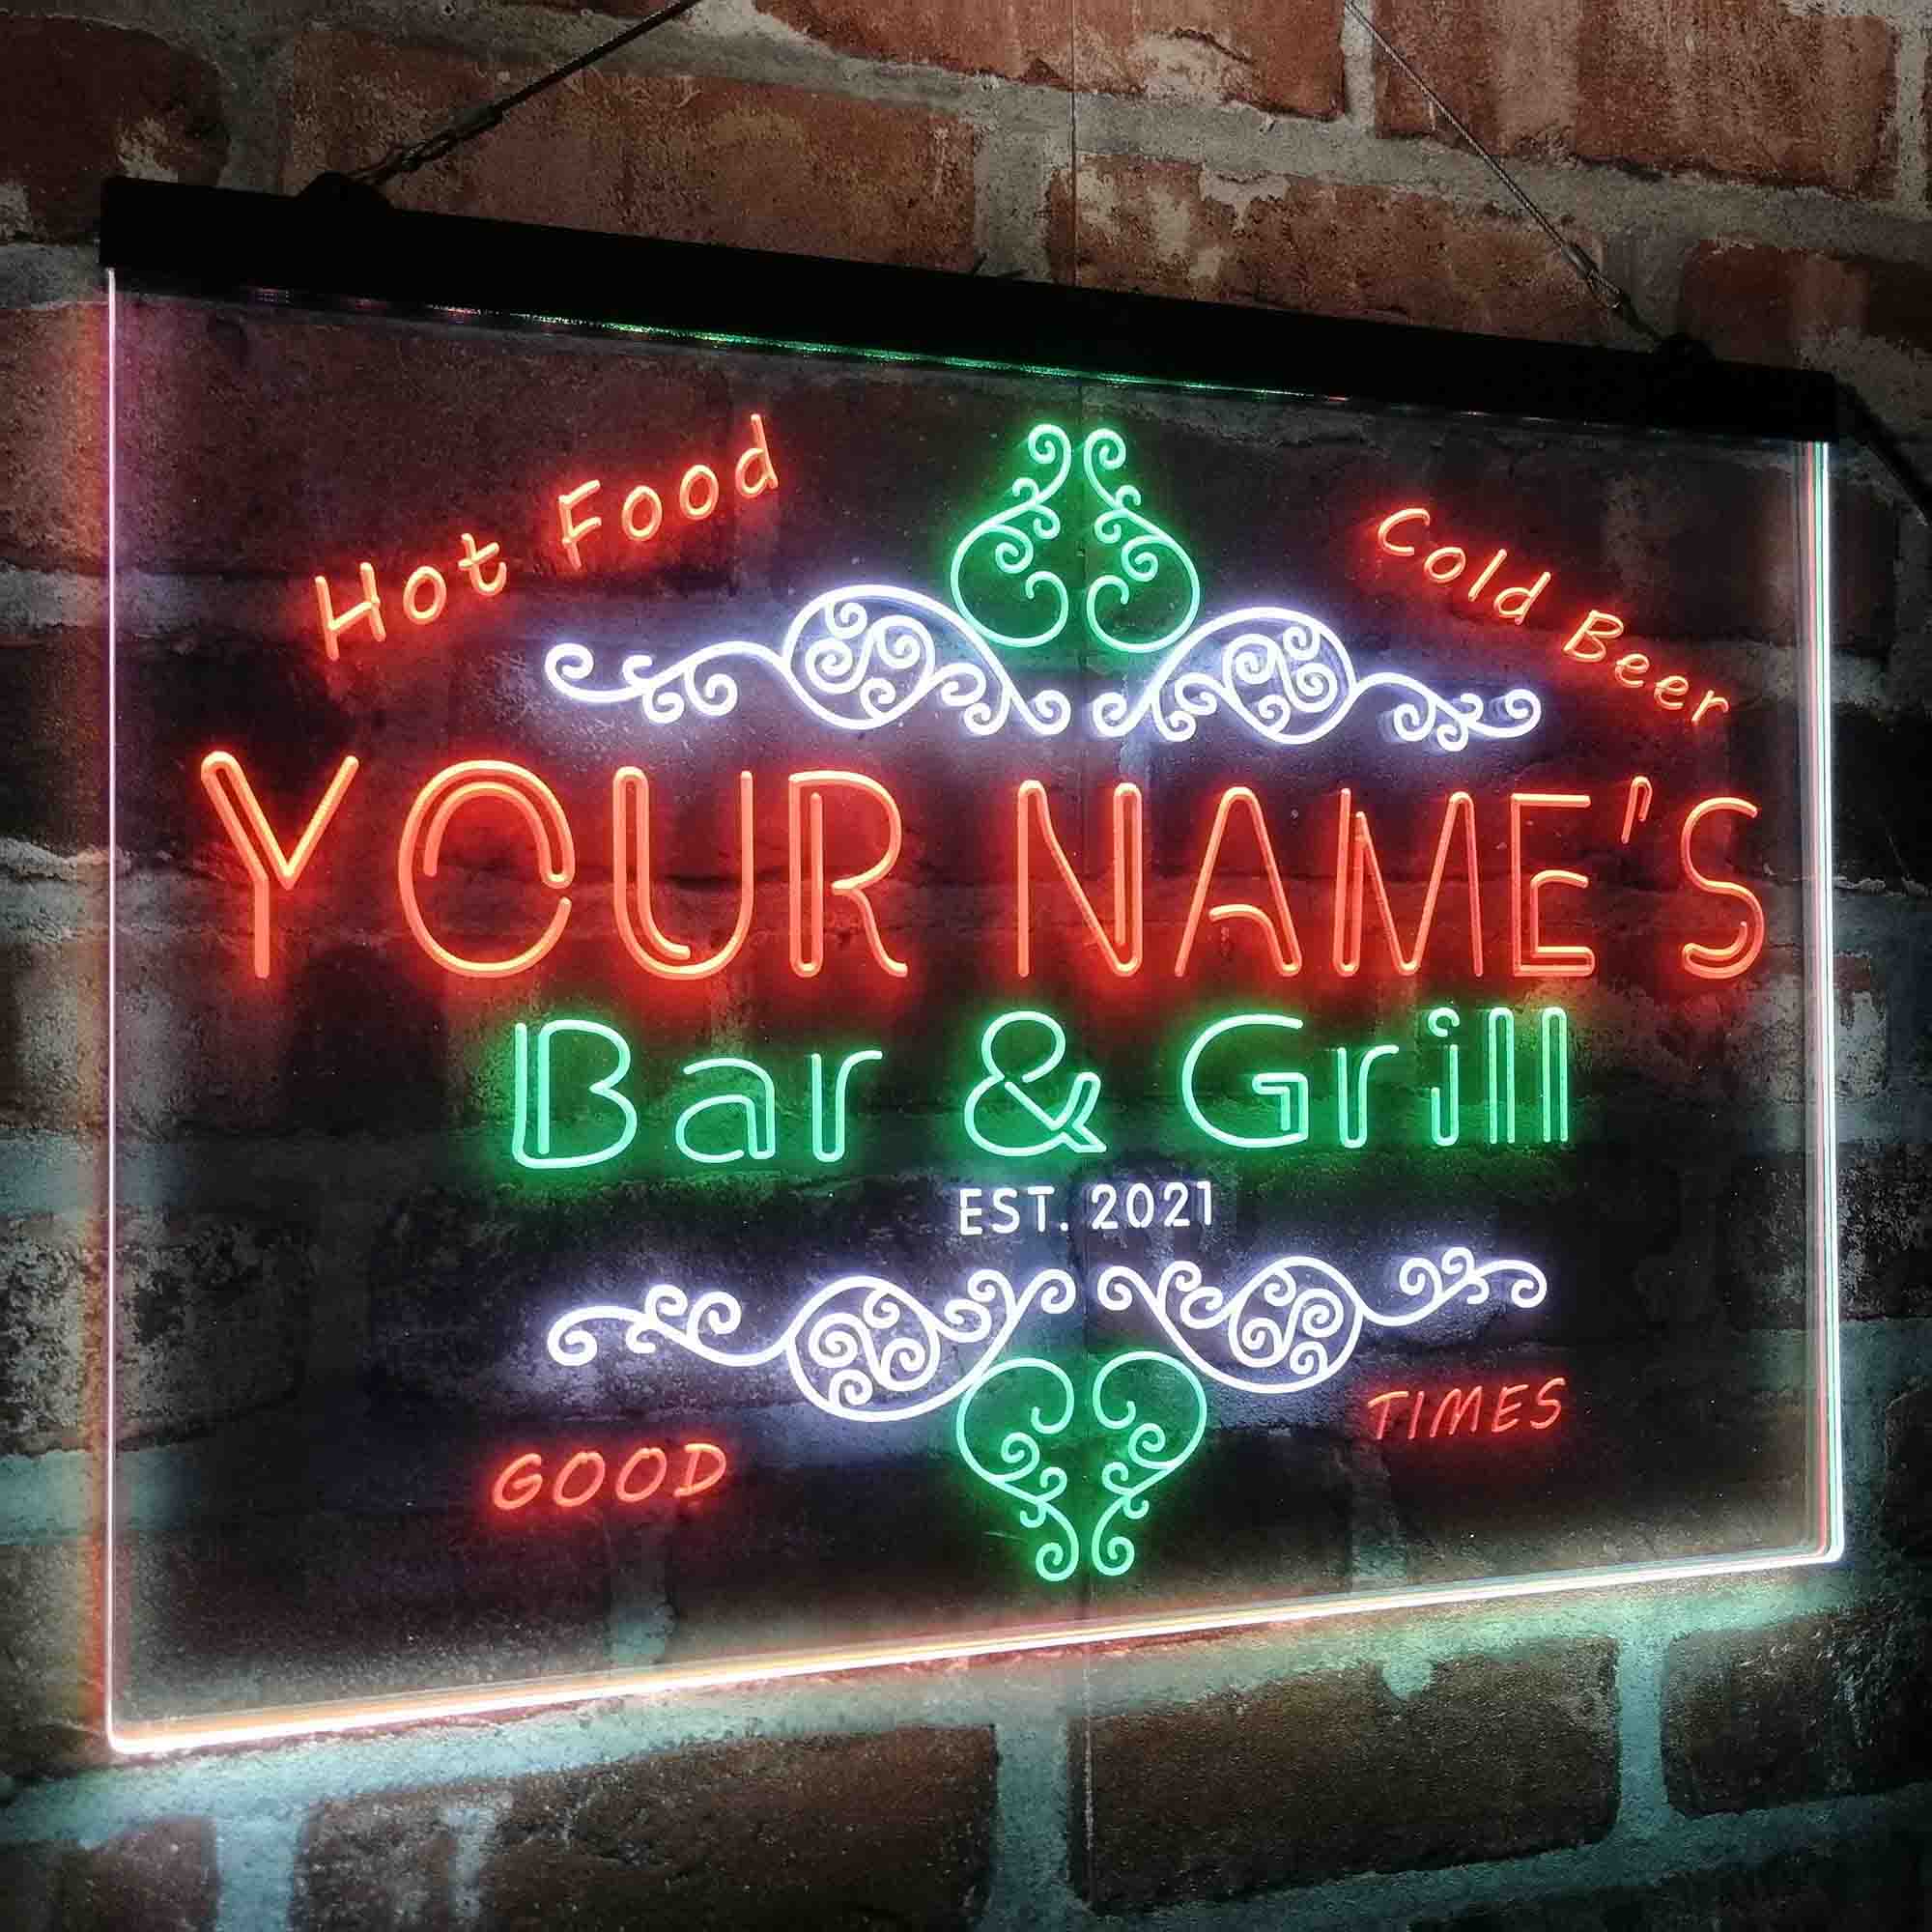 Hot Food
Cold Beer
YOUR NAME'S
Bar & Grill
EST. 2021
GOOD
TIMES